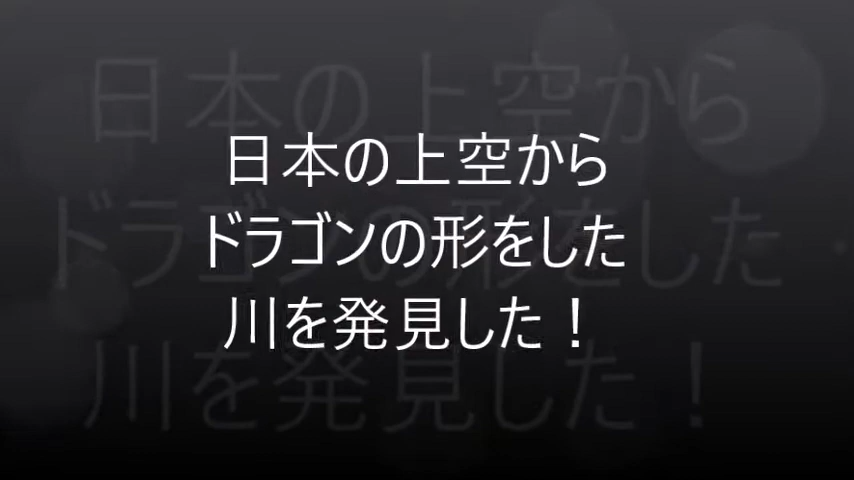 日本の上空から
ドラゴンの形をした
川を発見した！